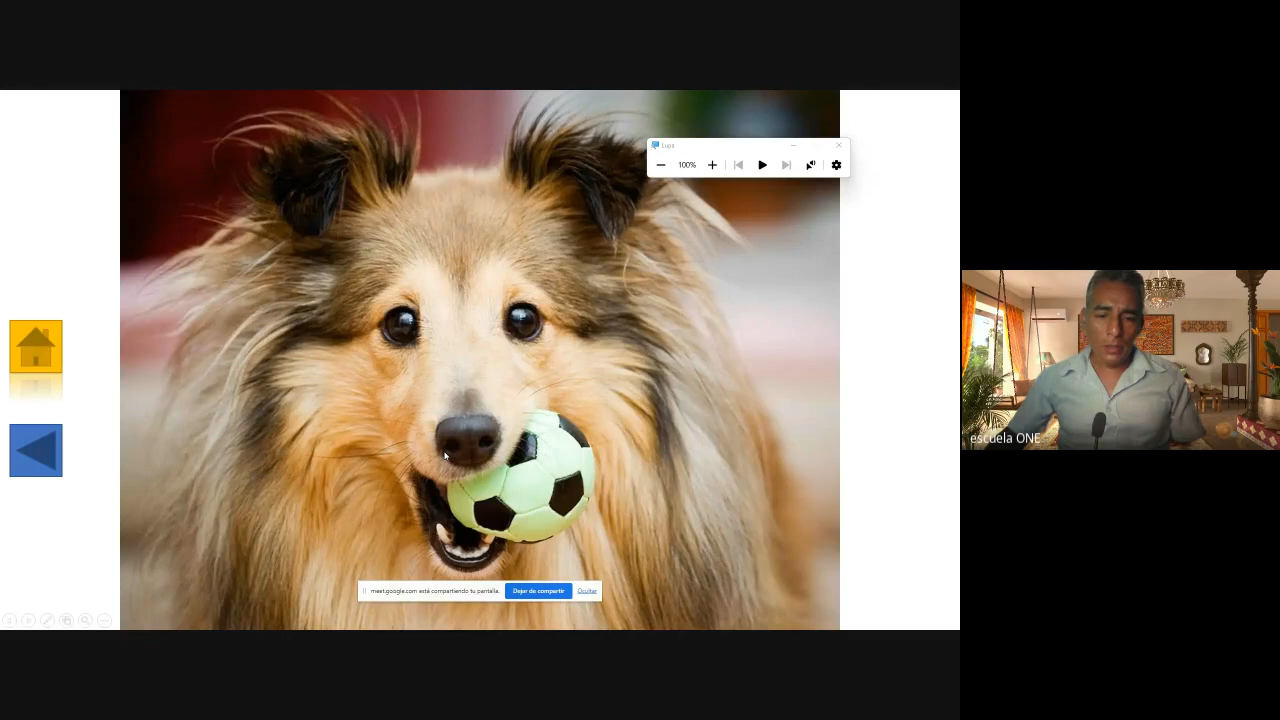 Lupa
100%
meet.google.com está compartiendo tu pantalla.
Dejar de compartir
Ocultar
escuela ONE